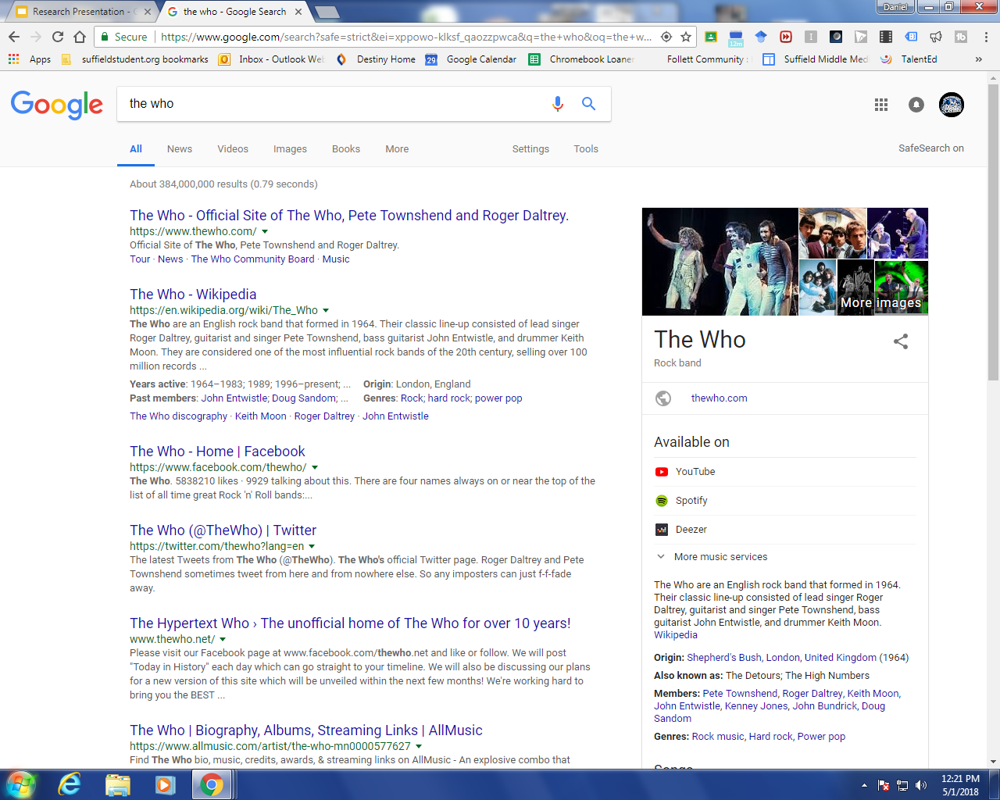 Research Presentation - G
the who - Google Search
Daniel
Secure
https://www.google.com/search?safe=strict&ei=xppowo-klksf_qaozzpwca&q=the+who&oq=the+w...
12m
Apps
suffieldstudent.org bookmarks
Inbox - Outlook Web
Destiny Home
29
Google Calendar
Chromebook Loaner
Follett Community :
Suffield Middle Med
TalentEd
»
Google
the who
All
News
Videos
Images
Books
More
Settings
Tools
SafeSearch on
About 384,000,000 results (0.79 seconds)
The Who - Official Site of The Who, Pete Townshend and Roger Daltrey.
https://www.thewho.com/
Official Site of The Who, Pete Townshend and Roger Daltrey.
Tour · News · The Who Community Board · Music
The Who - Wikipedia
https://en.wikipedia.org/wiki/The_Who
The Who are an English rock band that formed in 1964. Their classic line-up consisted of lead singer
Roger Daltrey, guitarist and singer Pete Townshend, bass guitarist John Entwistle, and drummer Keith
Moon. They are considered one of the most influential rock bands of the 20th century, selling over 100
million records ...
Years active: 1964–1983; 1989; 1996–present; ... Origin: London, England
Past members: John Entwistle; Doug Sandom; ... Genres: Rock; hard rock; power pop
The Who discography · Keith Moon · Roger Daltrey · John Entwistle
The Who - Home | Facebook
https://www.facebook.com/thewho/
The Who. 5838210 likes · 9929 talking about this. There are four names always on or near the top of the
list of all time great Rock 'n' Roll bands:...
The Who (@TheWho) | Twitter
https://twitter.com/thewho?lang=en
The latest Tweets from The Who (@TheWho). The Who's official Twitter page. Roger Daltrey and Pete
Townshend sometimes tweet from here and from nowhere else. So any imposters can just f-f-fade
away.
The Hypertext Who › The unofficial home of The Who for over 10 years!
www.thewho.net/
Please visit our Facebook page at www.facebook.com/thewho.net and like or follow. We will post
"Today in History" each day which can go straight to your timeline. We will also be discussing our plans
for a new version of this site which will be unveiled within the next few months! We're working hard to
bring you the BEST ...
The Who | Biography, Albums, Streaming Links | AllMusic
https://www.allmusic.com/artist/the-who-mn0000577627
Find The Who bio, music, credits, awards, & streaming links on AllMusic - An explosive combo that
More images
The Who
Rock band
thewho.com
Available on
YouTube
Spotify
Deezer
More music services
The Who are an English rock band that formed in 1964.
Their classic line-up consisted of lead singer Roger
Daltrey, guitarist and singer Pete Townshend, bass
guitarist John Entwistle, and drummer Keith Moon.
Wikipedia
Origin: Shepherd's Bush, London, United Kingdom (1964)
Also known as: The Detours; The High Numbers
Members: Pete Townshend, Roger Daltrey, Keith Moon,
John Entwistle, Kenney Jones, John Bundrick, Doug
Sandom
Genres: Rock music, Hard rock, Power pop
Songs
12:21 PM
5/1/2018